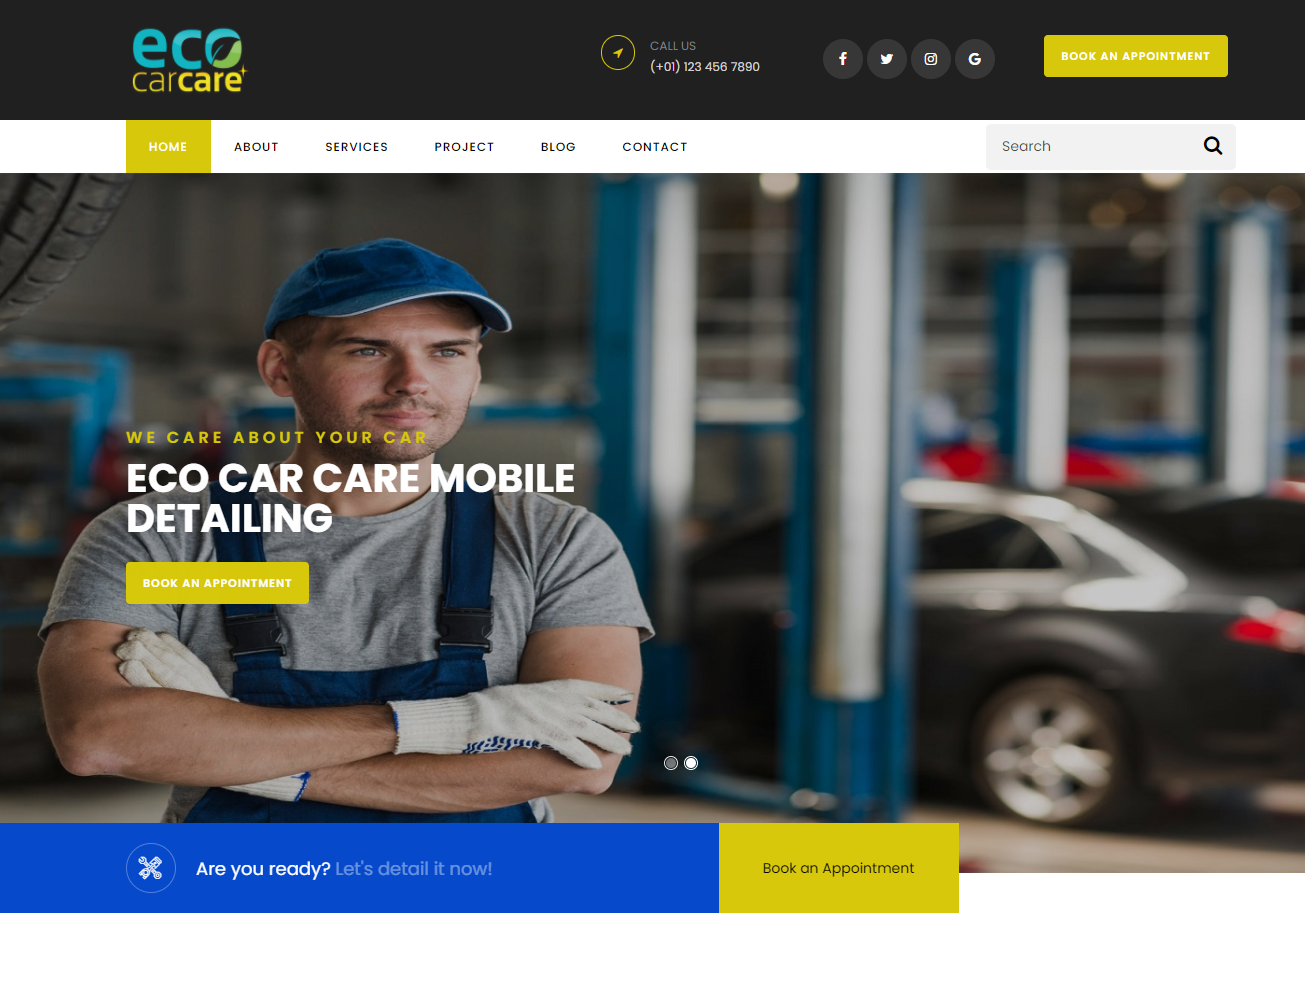 eco
carcare
CALL US
(+01) 123 456 7890
BOOK AN APPOINTMENT
HOME
ABOUT
SERVICES
PROJECT
BLOG
CONTACT
Search
WE CARE ABOUT YOUR CAR
ECO CAR CARE MOBILE
DETAILING
BOOK AN APPOINTMENT
Are you ready? Let's detail it now!
Book an Appointment